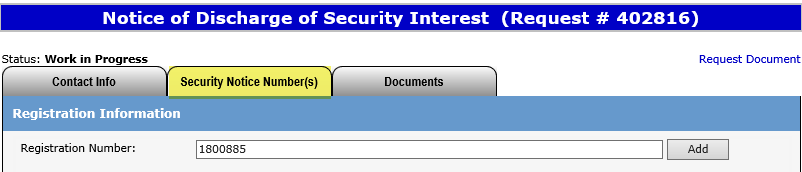 Notice of Discharge of Security Interest (Request # 402816)
Status: Work in Progress Request Document
Contact Info Security Notice Number(s) Documents
Registration Information
Registration Number: 1800885 Add